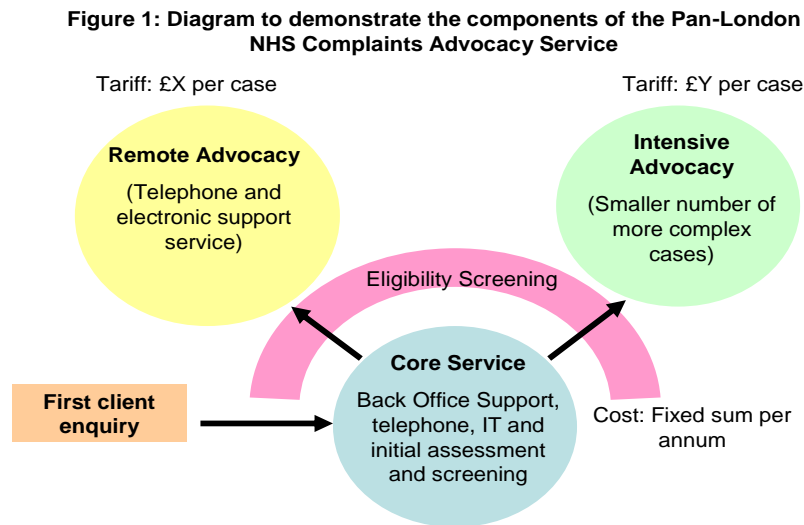 Figure 1: Diagram to demonstrate the components of the Pan-London
NHS Complaints Advocacy Service
Tariff: £X per case
Tariff: £Y per case
Remote Advocacy
(Telephone and
electronic support
service)
Intensive
Advocacy
(Smaller number of
more complex
cases)
Eligibility Screening
Core Service
Back Office Support,
telephone, IT and
initial assessment
and screening
First client
enquiry
Cost: Fixed sum per
annum